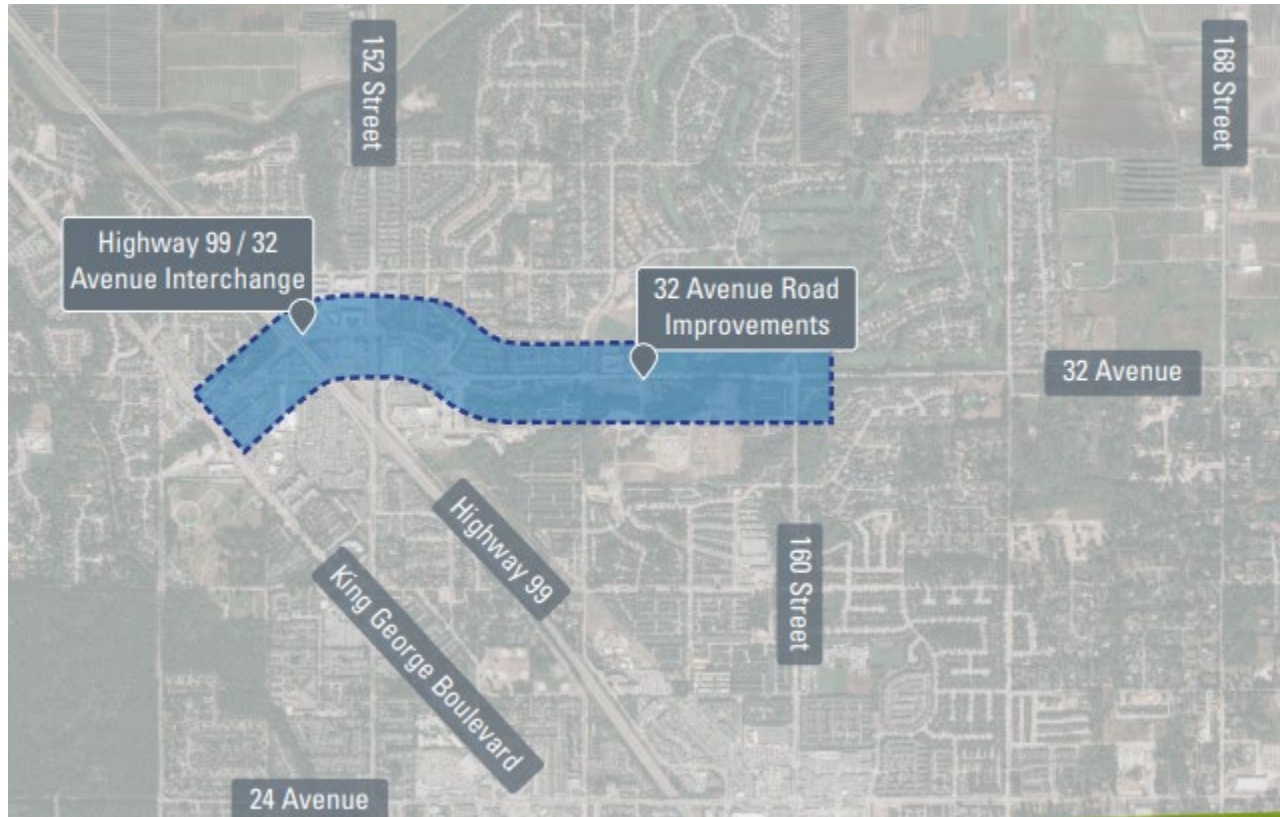 152 Street
168 Street
Highway 99 / 32
Avenue Interchange
32 Avenue Road
Improvements
32 Avenue
Highway 99
160 Street
King George Boulevard
24 Avenue